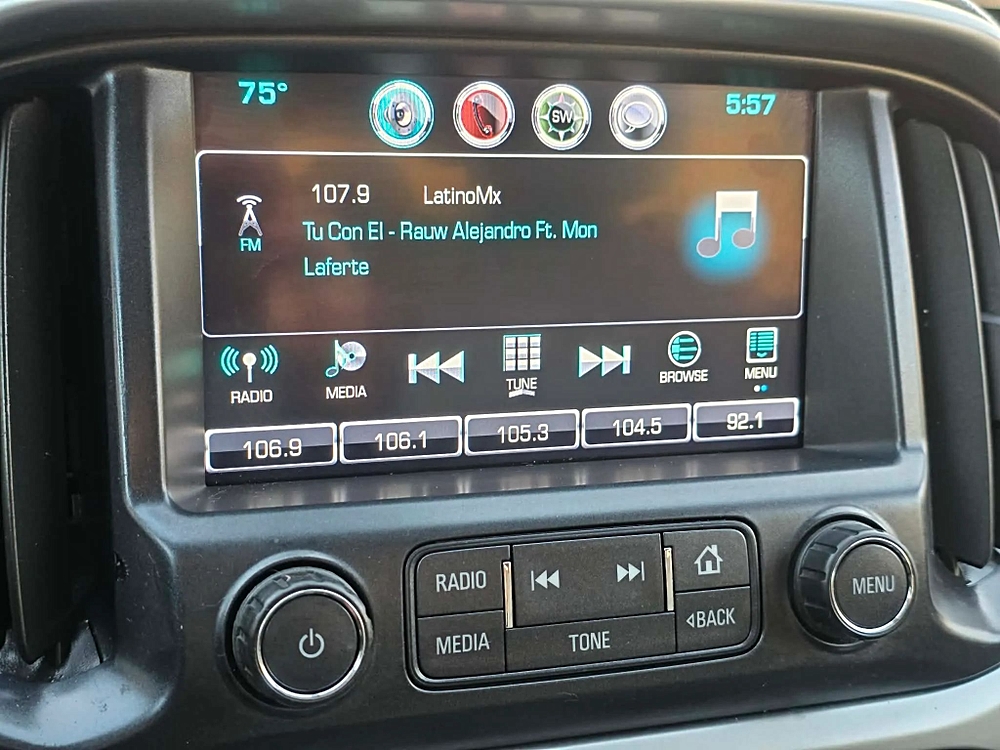 75°
SW
5:57
107.9 LatinoMx
FM
Tu Con El - Rauw Alejandro Ft. Mon
Laferte
RADIO
MEDIA
TUNE
BROWSE
MENU
106.9
106.1
105.3
104.5
92.1
RADIO
MEDIA
TONE
BACK
MENU